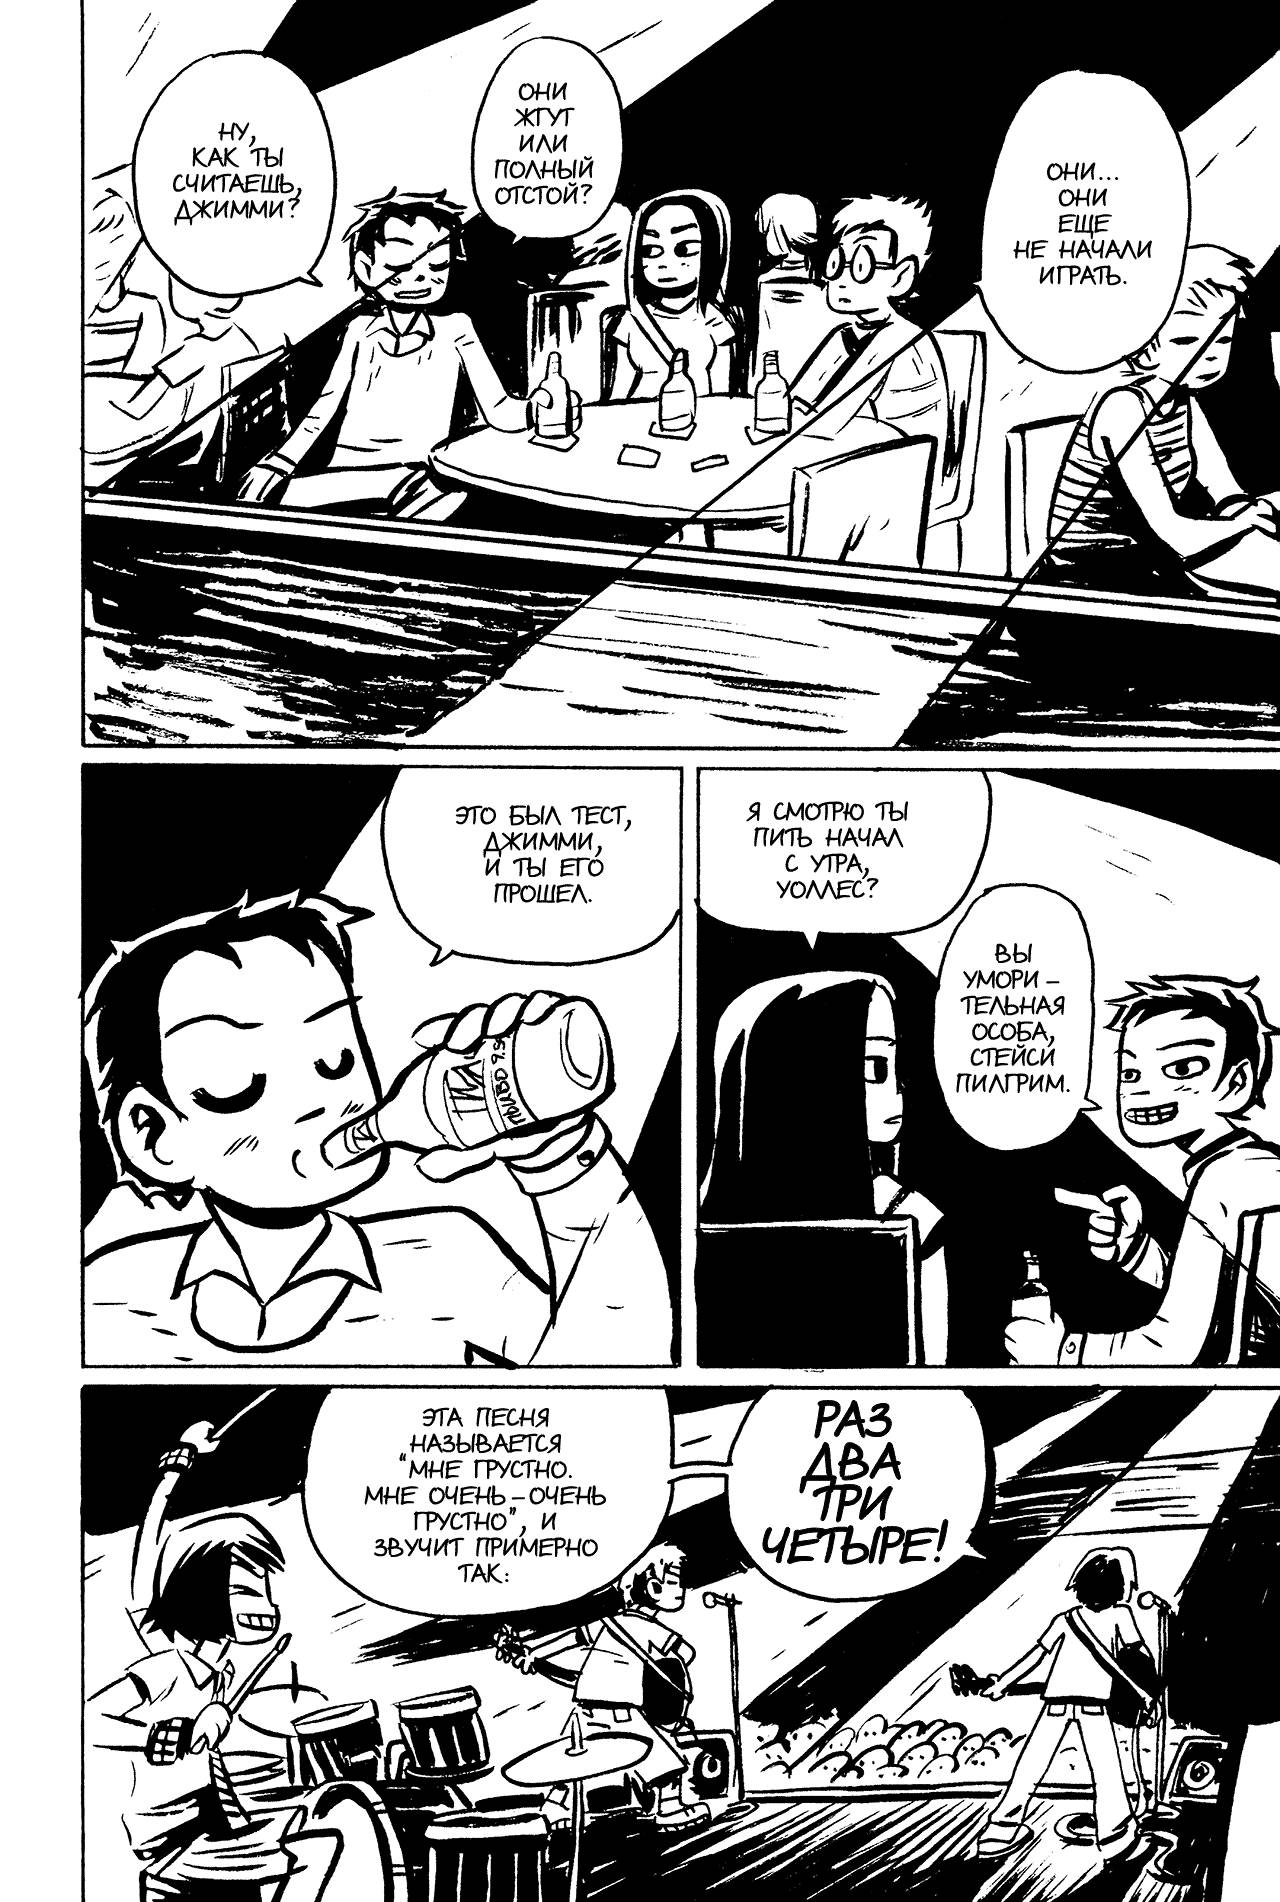 НУ,
КАК ТЫ
СЧИТАЕШЬ,
ДЖИММИ?
ОНИ
ЖГУТ
ИЛИ
ПОЛНЫЙ
ОТСТОЙ?
ОНИ...
ОНИ
ЕЩЕ
НЕ НАЧАЛИ
ИГРАТЬ.
ЭТО БЫЛ ТЕСТ,
ДЖИММИ,
И ТЫ ЕГО
ПРОШЕЛ.
Я СМОТРЮ ТЫ
ПИТЬ НАЧАЛ
С УТРА,
УОЛЛЕС?
ВЫ
УМОРИ-
ТЕЛЬНАЯ
ОСОБА,
СТЕЙСИ
ПИЛГРИМ.
ЭТА ПЕСНЯ
НАЗЫВАЕТСЯ
"МНЕ ГРУСТНО.
МНЕ ОЧЕНЬ-ОЧЕНЬ
ГРУСТНО", И
ЗВУЧИТ ПРИМЕРНО
ТАК:
РАЗ
ДВА
ТРИ
ЧЕТЫРЕ!